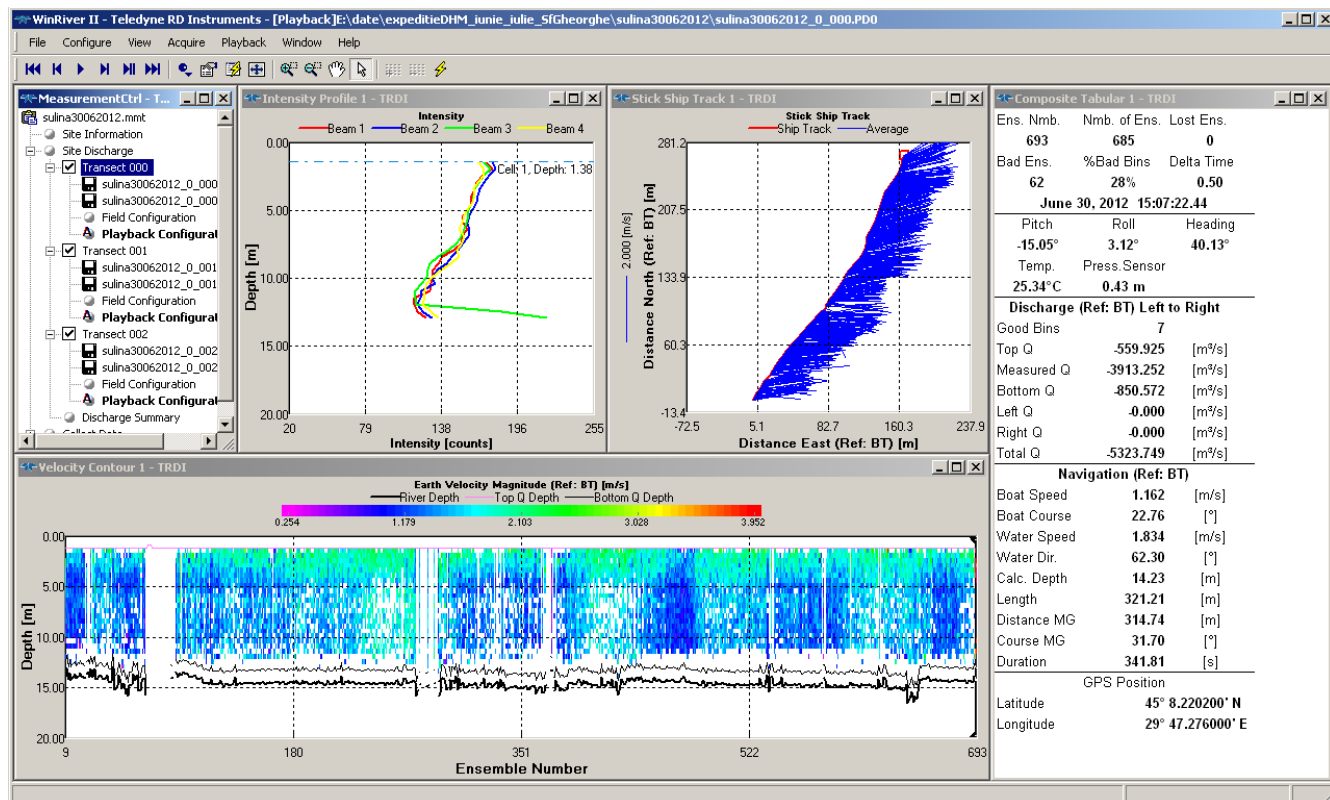 WinRiver II - Teledyne RD Instruments - [Playback]E:\date\expeditieDHM_iunie_iulie_SfGheorghe\sulina30062012\sulina30062012_0_000.PD0
File Configure View Acquire Playback Window Help
MeasurementCtrl - T...
sulina30062012.mmt
Site Information
Site Discharge
Transect 000
sulina30062012_0_000
sulina30062012_0_000
Field Configuration
Playback Configurat
Transect 001
sulina30062012_0_001
sulina30062012_0_001
Field Configuration
Playback Configurat
Transect 002
sulina30062012_0_002
sulina30062012_0_002
Field Configuration
Playback Configurat
Discharge Summary
Intensity Profile 1 - TRDI
Intensity
Beam 1 Beam 2 Beam 3 Beam 4
Cell: 1, Depth: 1.38
Depth [m]
0.00
5.00
10.00
15.00
20.00
20 79 138 196 255
Intensity [counts]
Stick Ship Track 1 - TRDI
Stick Ship Track
Ship Track Average
2.000 [m/s]
Distance North (Ref: BT) [m]
281.2
207.5
133.9
60.3
-13.4
-72.5 5.1 82.7 160.3 237.9
Distance East (Ref: BT) [m]
Composite Tabular 1 - TRDI
Ens. Nmb. Nmb. of Ens. Lost Ens.
693 685 0
Bad Ens. %Bad Bins Delta Time
62 28% 0.50
June 30, 2012 15:07:22.44
Pitch Roll Heading
-15.05° 3.12° 40.13°
Temp. Press.Sensor
25.34°C 0.43 m
Discharge (Ref: BT) Left to Right
Good Bins 7
Top Q -559.925 [m³/s]
Measured Q -3913.252 [m³/s]
Bottom Q -850.572 [m³/s]
Left Q -0.000 [m³/s]
Right Q -0.000 [m³/s]
Total Q -5323.749 [m³/s]
Navigation (Ref: BT)
Boat Speed 1.162 [m/s]
Boat Course 22.76 [°]
Water Speed 1.834 [m/s]
Water Dir. 62.30 [°]
Calc. Depth 14.23 [m]
Length 321.21 [m]
Distance MG 314.74 [m]
Course MG 31.70 [°]
Duration 341.81 [s]
GPS Position
Latitude 45° 8.220200' N
Longitude 29° 47.276000' E
Velocity Contour 1 - TRDI
Earth Velocity Magnitude (Ref: BT) [m/s]
River Depth Top Q Depth Bottom Q Depth
0.254 1.179 2.103 3.028 3.952
Depth [m]
0.00
5.00
10.00
15.00
20.00
9 180 351 522 693
Ensemble Number